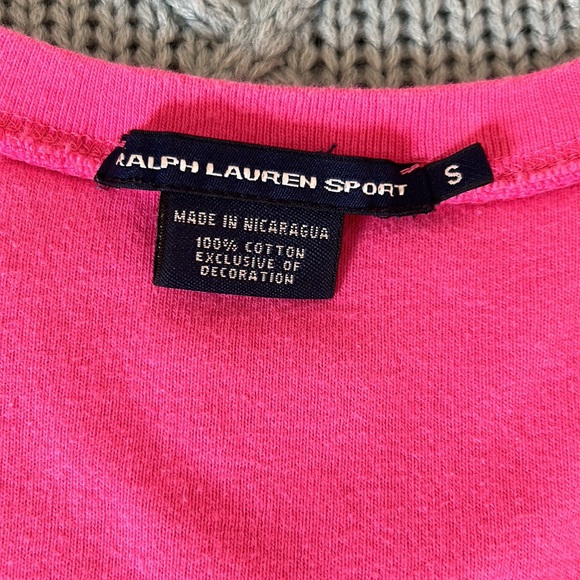 RALPH LAUREN SPORT S
MADE IN NICARAGUA
100% COTTON
EXCLUSIVE OF
DECORATION